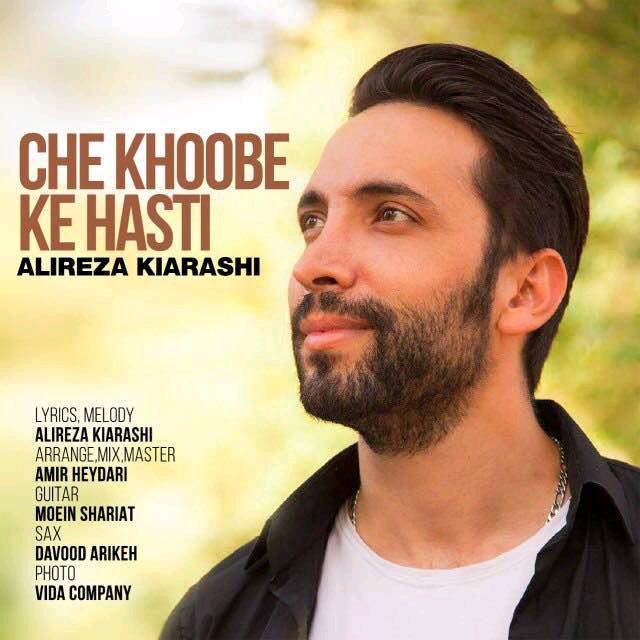 CHE KHOOBE
KE HASTI
ALIREZA KIARASHI
LYRICS, MELODY
ALIREZA KIARASHI
ARRANGE,MIX,MASTER
AMIR HEYDARI
GUITAR
MOEIN SHARIAT
SAX
DAVOOD ARIKEH
PHOTO
VIDA COMPANY